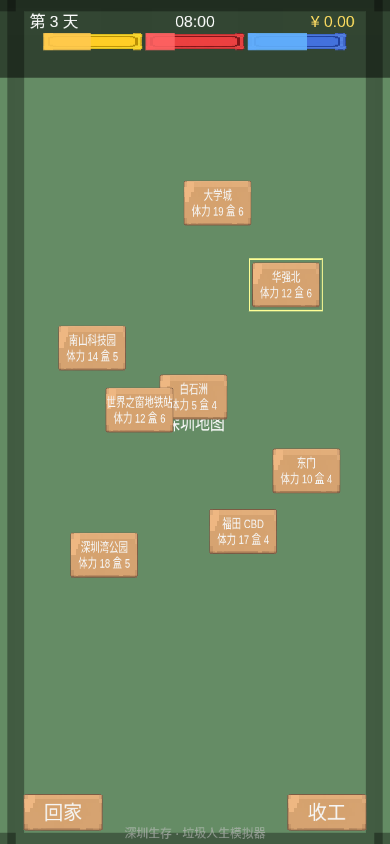 第 3 天
08:00
¥ 0.00
大学城
体力 19 盒 6
华强北
体力 12 盒 6
南山科技园
体力 14 盒 5
白石洲
体力 5 盒 4
世界之窗地铁站
体力 12 盒 6
深圳地图
东门
体力 10 盒 4
福田 CBD
体力 17 盒 4
深圳湾公园
体力 18 盒 5
回家
收工
深圳生存 · 垃圾人生模拟器